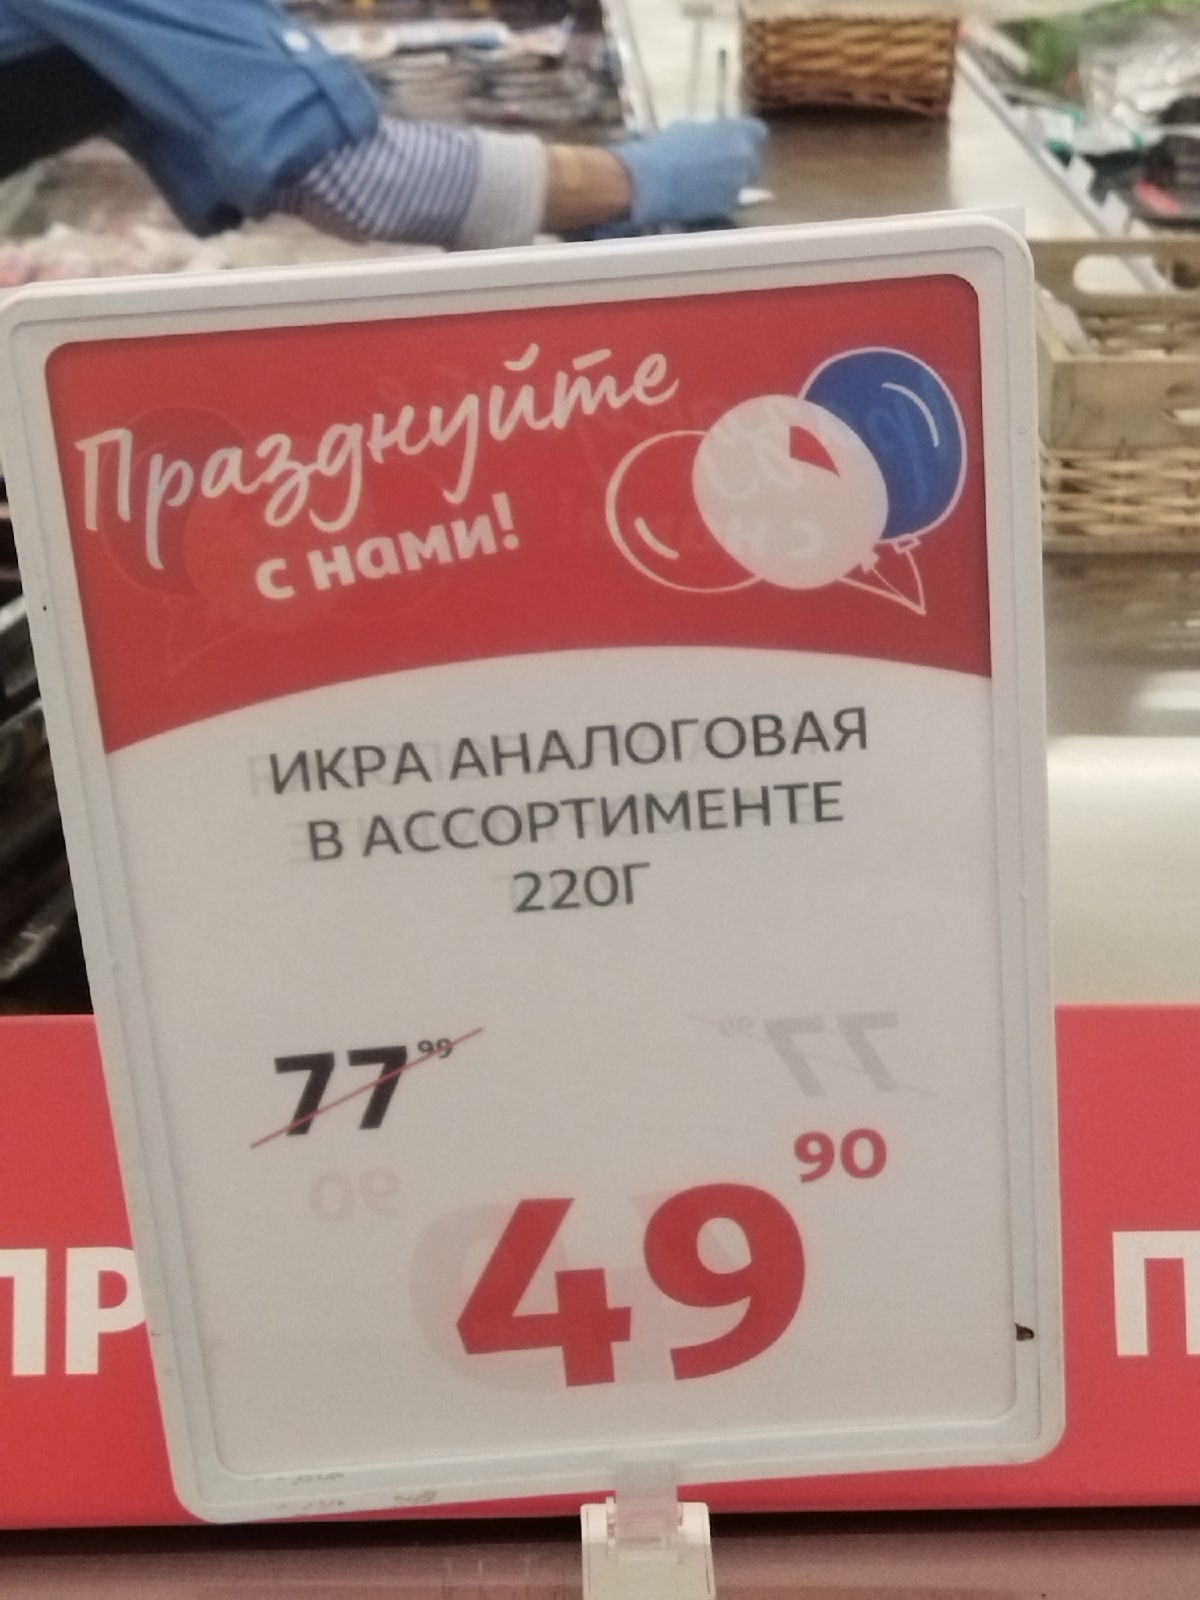 Празднуйте
с нами!
ИКРА АНАЛОГОВАЯ
В АССОРТИМЕНТЕ
220Г
77 99
49 90